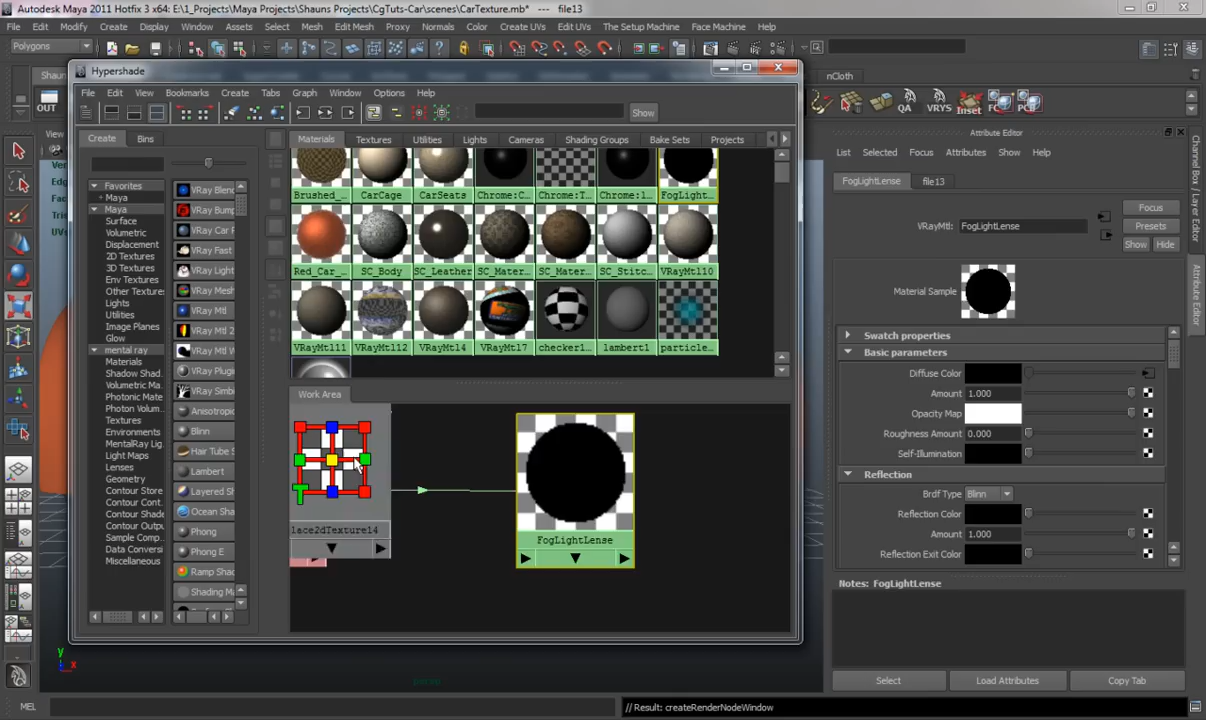 Autodesk Maya 2011 Hotfix 3 x64: E:\1_Projects\Maya Projects\Shauns Projects\CgTuts-Car\scenes\CarTexture.mb* --- file13
File Edit Modify Create Display Window Assets Select Mesh Edit Mesh Proxy Normals Color Create UVs Edit UVs The Setup Machine Muscle Pipeline Cache
Polygons
Hypershade
nCloth
OUT
QA VRYS Inset
File Edit View Bookmarks Create Tabs Graph Window Options Help
Show
Create Bins
Materials Textures Utilities Lights Cameras Shading Groups Bake Sets Projects
Favorites
+ Maya
Maya
Surface
Volumetric
Displacement
2D Textures
3D Textures
Env Textures
Other Texture
Lights
Utilities
Image Planes
Glow
mental ray
Materials
Shadow Shad
Volumetric Ma
Photonic Mate
Photon Volum
Textures
Environments
MentalRay Lig
Light Maps
Lenses
Geometry
Contour Store
Contour Cont
Contour Shad
Contour Outp
Sample Comp
Data Conversi
Miscellaneous
VRay Blend
VRay Bump
VRay Car P
VRay Fast
VRay Light
VRay Mesh
VRay Mtl
VRay Mtl 2
VRay Mtl W
VRay Plugin
VRay Simb
Anisotropic
Blinn
Hair Tube S
Lambert
Layered Sh
Ocean Sha
Phong
Phong E
Ramp Shad
Shading Ma
Brushed_... CarCage CarSeats Chrome:C... Chrome:T... Chrome:1... FogLight...
Red_Car_... SC_Body SC_Leather SC_Mater... SC_Mater... SC_Stitc... VRayMtl10
VRayMtl11 VRayMtl12 VRayMtl4 VRayMtl7 checker1... lambert1 particle...
Work Area
lace2dTexture14
FogLightLense
Attribute Editor
List Selected Focus Attributes Show Help
FogLightLense file13
VRayMtl: FogLightLense
Focus
Presets
Show Hide
Material Sample
Swatch properties
Basic parameters
Diffuse Color
Amount 1.000
Opacity Map
Roughness Amount 0.000
Self-Illumination
Reflection
Brdf Type Blinn
Reflection Color
Amount 1.000
Reflection Exit Color
Notes: FogLightLense
Select Load Attributes Copy Tab
Channel Box / Layer Editor
Attribute Editor
y
x
MEL
// Result: createRenderNodeWindow